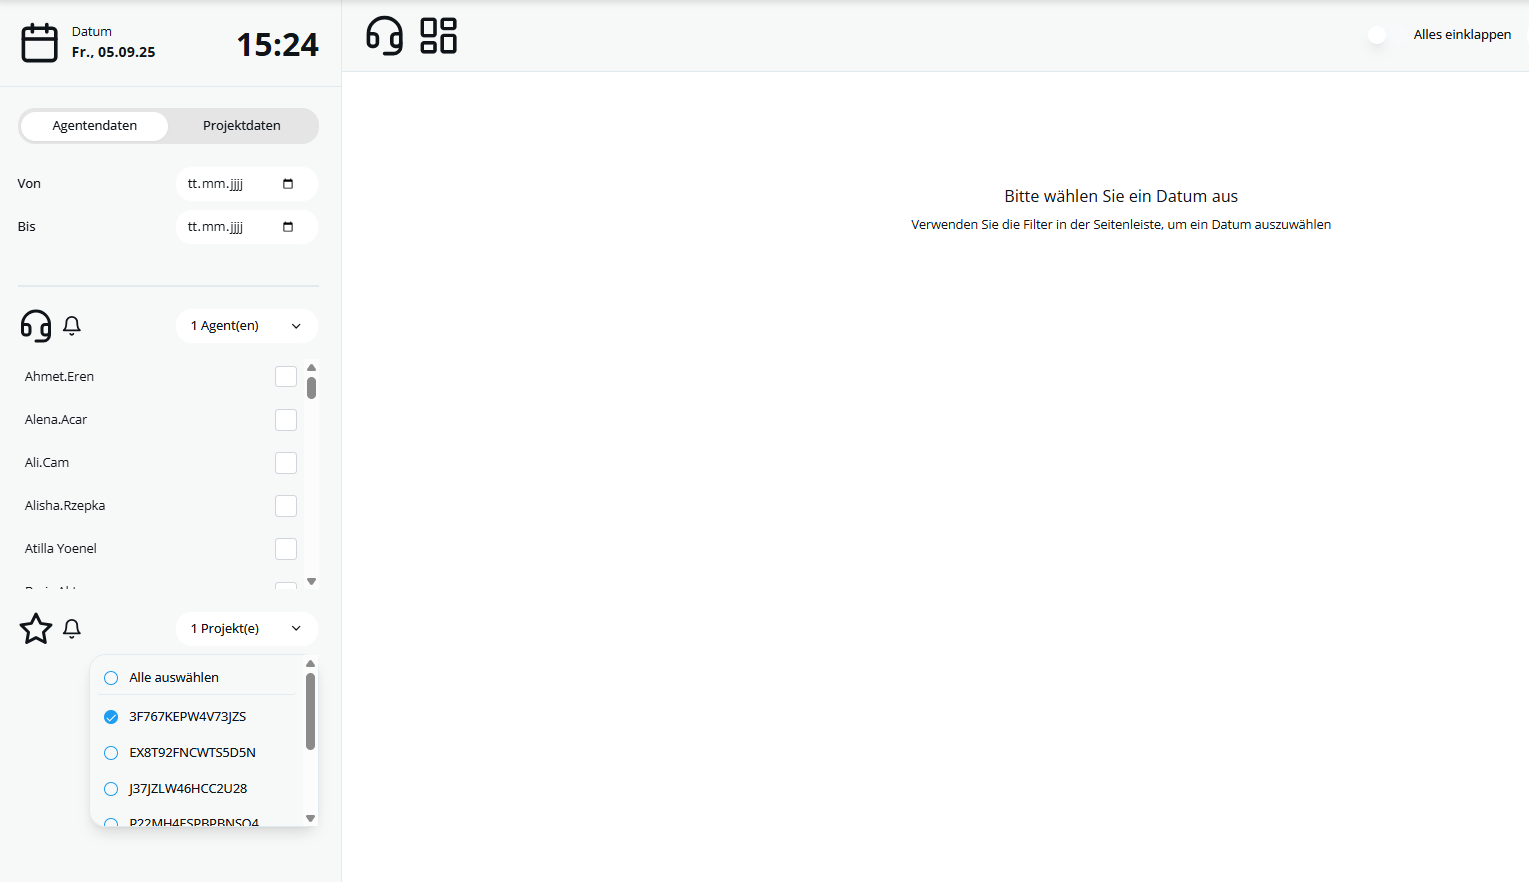 Datum
Fr., 05.09.25
15:24
Alles einklappen
Agentendaten
Projektdaten
Von
tt.mm.jjjj
Bis
tt.mm.jjjj
Bitte wählen Sie ein Datum aus
Verwenden Sie die Filter in der Seitenleiste, um ein Datum auszuwählen
1 Agent(en)
Ahmet.Eren
Alena.Acar
Ali.Cam
Alisha.Rzepka
Atilla Yoenel
1 Projekt(e)
Alle auswählen
3F767KEPW4V73JZS
EX8T92FNCWTS5D5N
J37JZLW46HCC2U28